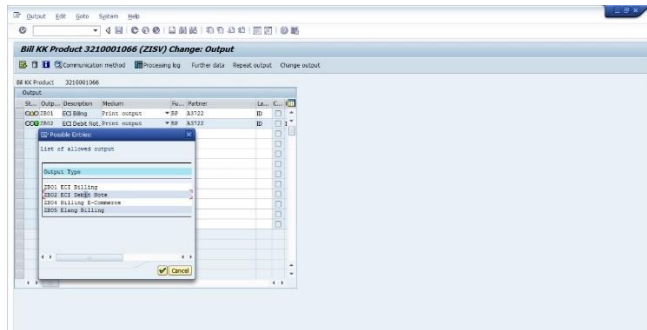 Output Edit Goto System Help
Bill KK Product 3210001066 (ZISV) Change: Output
Communication method Processing log Further data Repeat output Change output
Bill KK Product 3210001066
Output
St... Outp... Description Medium Fu... Partner La... C...
ZB01 ECI Billing Print output BP A3722 ID
ZB02 ECI Debit Not. Print output BP A3722 ID
Possible Entries
List of allowed output
Output Type
ZB01 ECI Billing
ZB02 ECI Debit Note
ZB04 Billing E-Commerce
ZB05 Elang Billing
Cancel